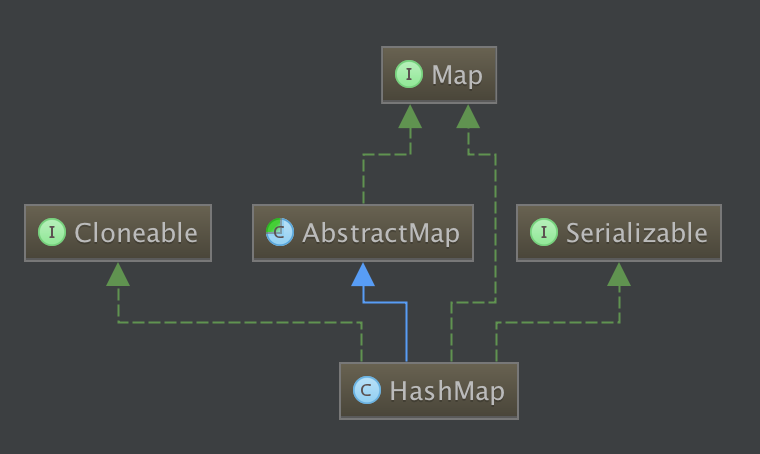 I Map
I Cloneable
C AbstractMap
I Serializable
C HashMap